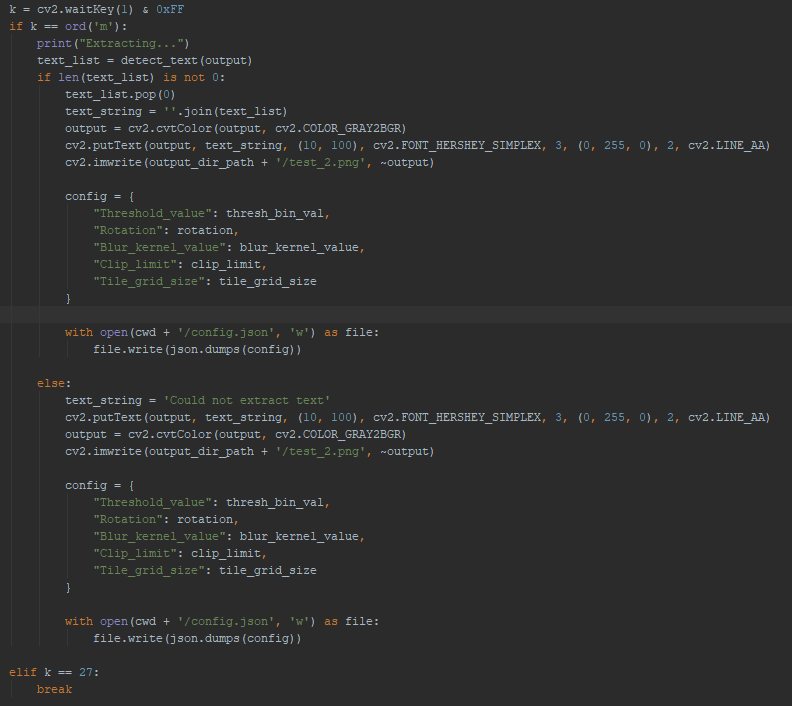 k = cv2.waitKey(1) & 0xFF
if k == ord('m'):
    print("Extracting...")
    text_list = detect_text(output)
    if len(text_list) is not 0:
        text_list.pop(0)
        text_string = ''.join(text_list)
        output = cv2.cvtColor(output, cv2.COLOR_GRAY2BGR)
        cv2.putText(output, text_string, (10, 100), cv2.FONT_HERSHEY_SIMPLEX, 3, (0, 255, 0), 2, cv2.LINE_AA)
        cv2.imwrite(output_dir_path + '/test_2.png', ~output)

        config = {
            "Threshold_value": thresh_bin_val,
            "Rotation": rotation,
            "Blur_kernel_value": blur_kernel_value,
            "Clip_limit": clip_limit,
            "Tile_grid_size": tile_grid_size
        }

        with open(cwd + '/config.json', 'w') as file:
            file.write(json.dumps(config))

    else:
        text_string = 'Could not extract text'
        cv2.putText(output, text_string, (10, 100), cv2.FONT_HERSHEY_SIMPLEX, 3, (0, 255, 0), 2, cv2.LINE_AA)
        output = cv2.cvtColor(output, cv2.COLOR_GRAY2BGR)
        cv2.imwrite(output_dir_path + '/test_2.png', ~output)

        config = {
            "Threshold_value": thresh_bin_val,
            "Rotation": rotation,
            "Blur_kernel_value": blur_kernel_value,
            "Clip_limit": clip_limit,
            "Tile_grid_size": tile_grid_size
        }

        with open(cwd + '/config.json', 'w') as file:
            file.write(json.dumps(config))

elif k == 27:
    break